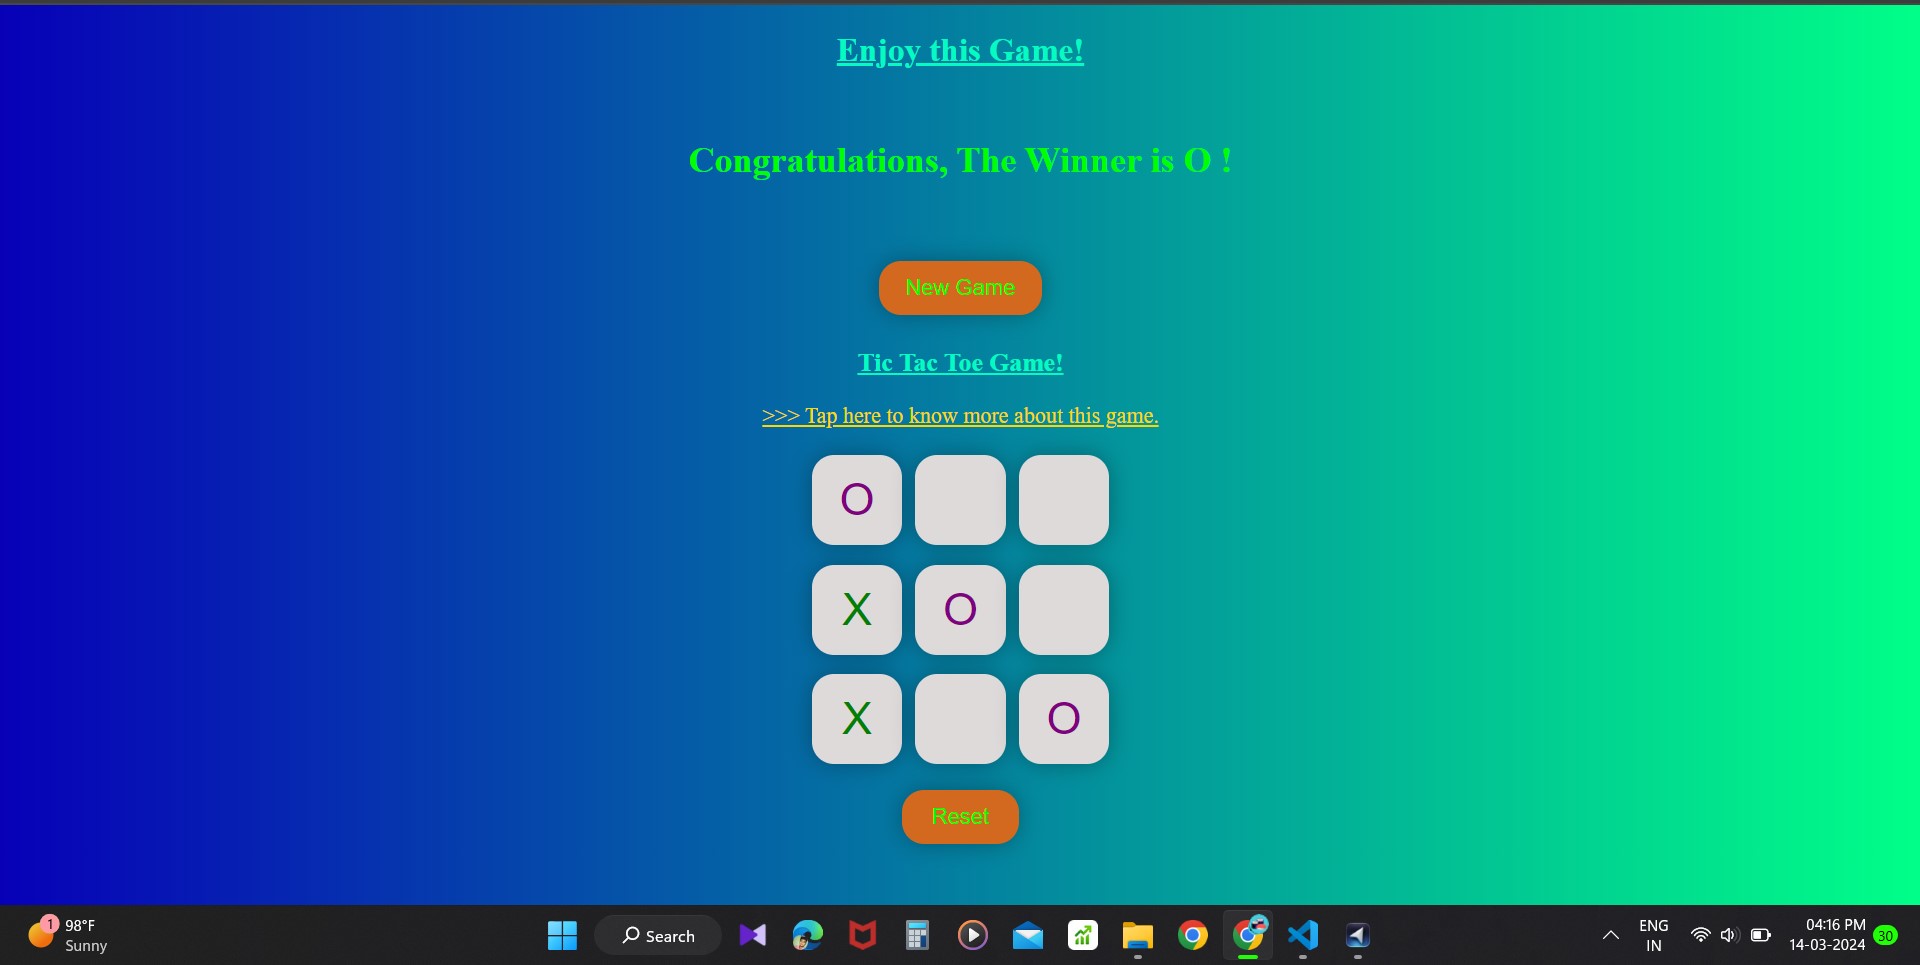 Enjoy this Game!
Congratulations, The Winner is O !
New Game
Tic Tac Toe Game!
>>> Tap here to know more about this game.
O
X O
X O
Reset
1
98°F
Sunny
Search
ENG
IN
04:16 PM
14-03-2024
30